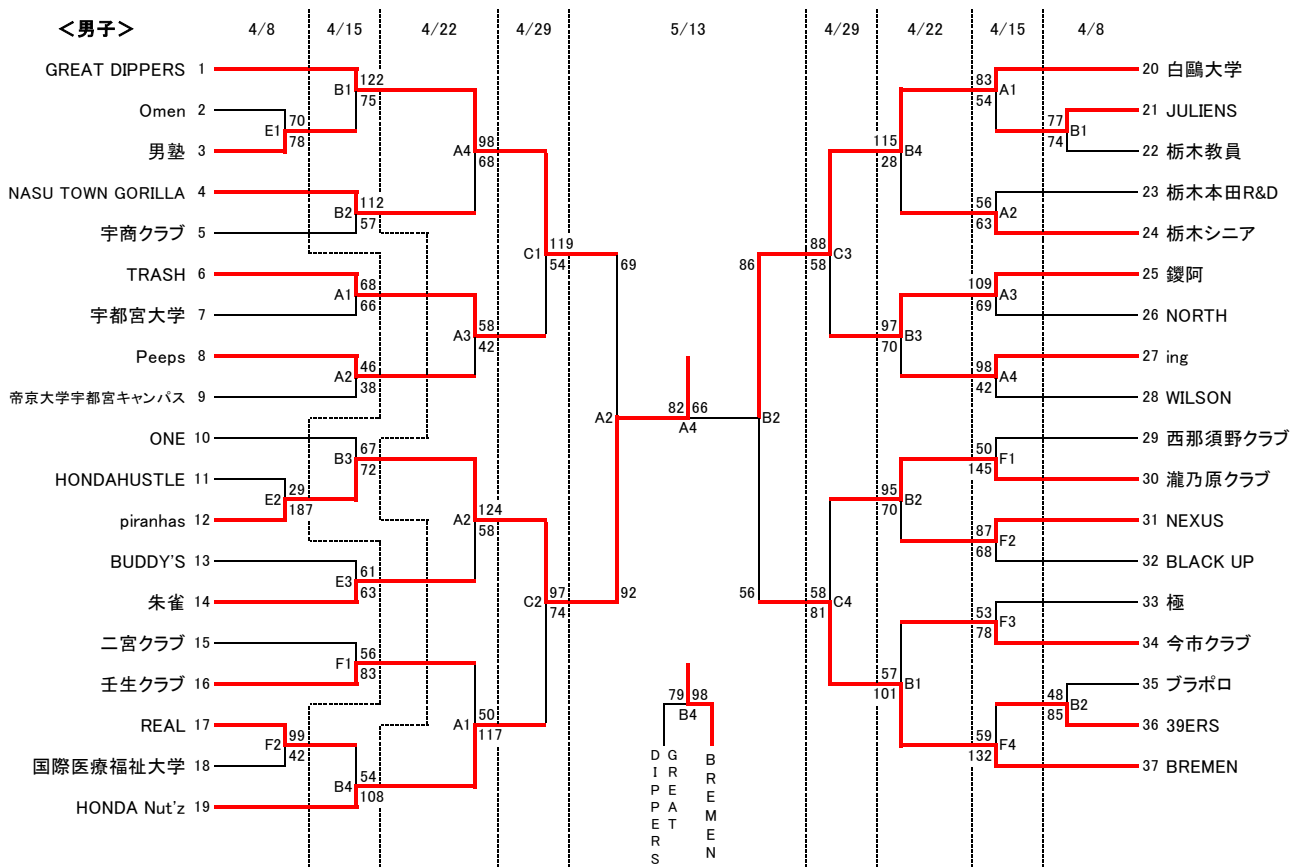 ＜男子＞ 4/8 4/15 4/22 4/29 5/13 4/29 4/22 4/15 4/8
GREAT DIPPERS 1
Omen 2
男塾 3
NASU TOWN GORILLA 4
宇商クラブ 5
TRASH 6
宇都宮大学 7
Peeps 8
帝京大学宇都宮キャンパス 9
ONE 10
HONDAHUSTLE 11
piranhas 12
BUDDY'S 13
朱雀 14
二宮クラブ 15
壬生クラブ 16
REAL 17
国際医療福祉大学 18
HONDA Nut'z 19
70
E1
78
29
E2
187
99
F2
42
122
B1
75
112
B2
57
68
A1
66
46
A2
38
67
B3
72
61
E3
63
56
F1
83
54
B4
108
98
A4
68
58
A3
42
124
A2
58
50
A1
117
119
C1
54
97
C2
74
69
A2
92
82 66
A4
79 98
B4
GREAT
DIPPERS
BREMEN
86
B2
56
88
C3
58
58
C4
81
115
B4
28
97
B3
70
95
B2
70
57
B1
101
83
A1
54
56
A2
63
109
A3
69
98
A4
42
50
F1
145
87
F2
68
53
F3
78
59
F4
132
77
B1
74
48
B2
85
20 白鷗大学
21 JULIENS
22 栃木教員
23 栃木本田R&D
24 栃木シニア
25 鑁阿
26 NORTH
27 ing
28 WILSON
29 西那須野クラブ
30 瀧乃原クラブ
31 NEXUS
32 BLACK UP
33 極
34 今市クラブ
35 ブラポロ
36 39ERS
37 BREMEN